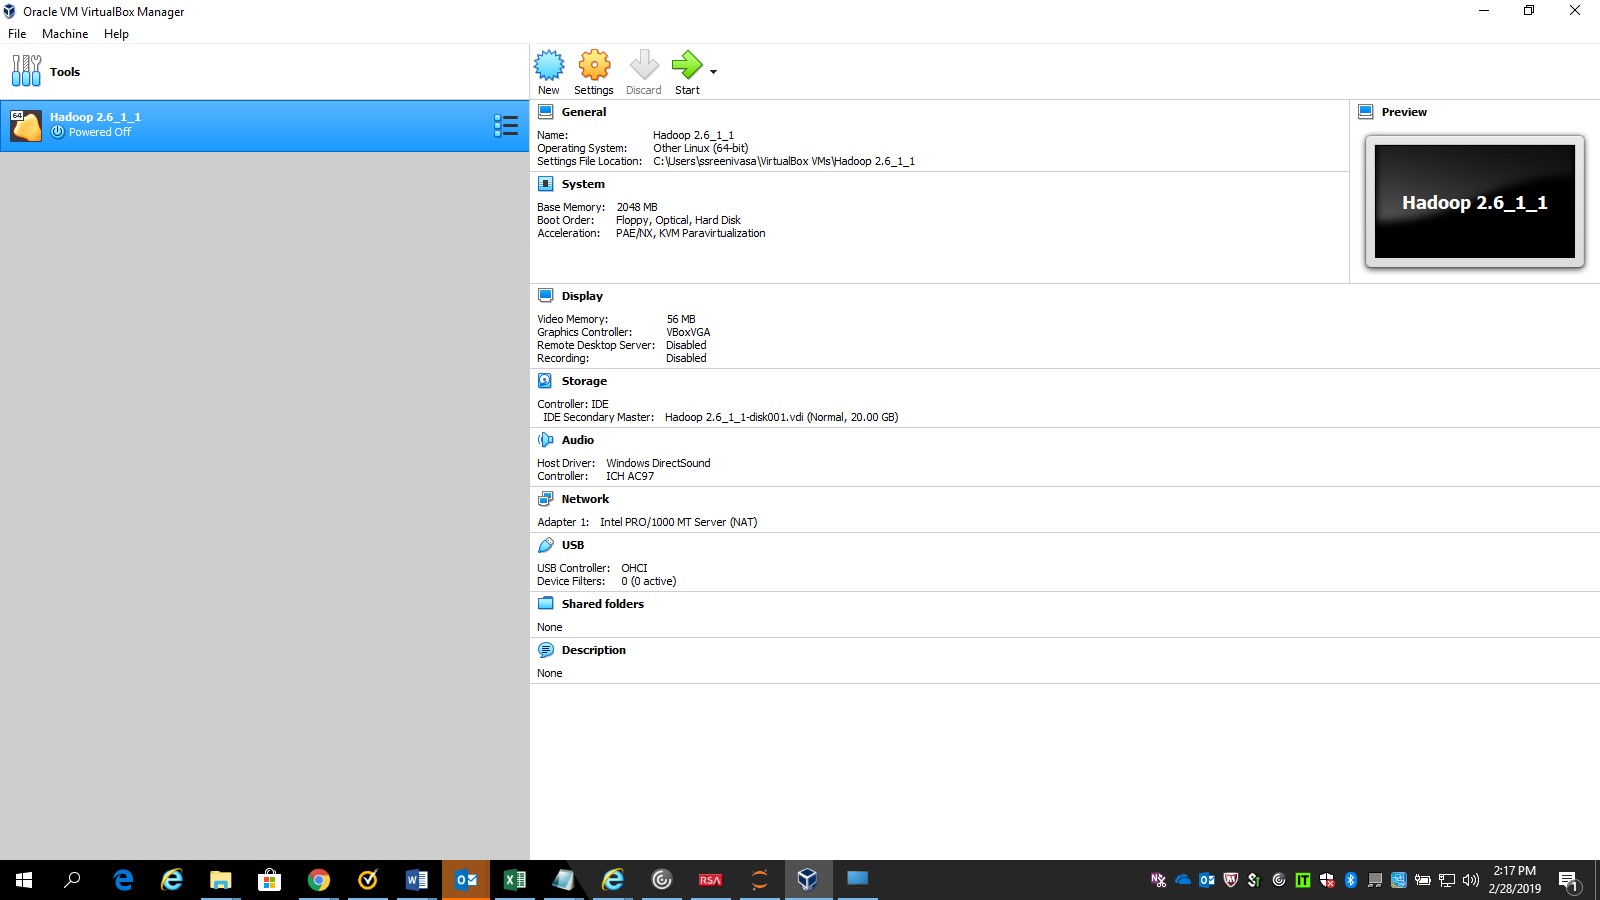 Oracle VM VirtualBox Manager
File Machine Help
Tools
New Settings Discard Start
64
Hadoop 2.6_1_1
Powered Off
General
Name: Hadoop 2.6_1_1
Operating System: Other Linux (64-bit)
Settings File Location: C:\Users\ssreenivasa\VirtualBox VMs\Hadoop 2.6_1_1
System
Base Memory: 2048 MB
Boot Order: Floppy, Optical, Hard Disk
Acceleration: PAE/NX, KVM Paravirtualization
Preview
Hadoop 2.6_1_1
Display
Video Memory: 56 MB
Graphics Controller: VBoxVGA
Remote Desktop Server: Disabled
Recording: Disabled
Storage
Controller: IDE
IDE Secondary Master: Hadoop 2.6_1_1-disk001.vdi (Normal, 20.00 GB)
Audio
Host Driver: Windows DirectSound
Controller: ICH AC97
Network
Adapter 1: Intel PRO/1000 MT Server (NAT)
USB
USB Controller: OHCI
Device Filters: 0 (0 active)
Shared folders
None
Description
None
RSA
IT
2:17 PM
2/28/2019
1